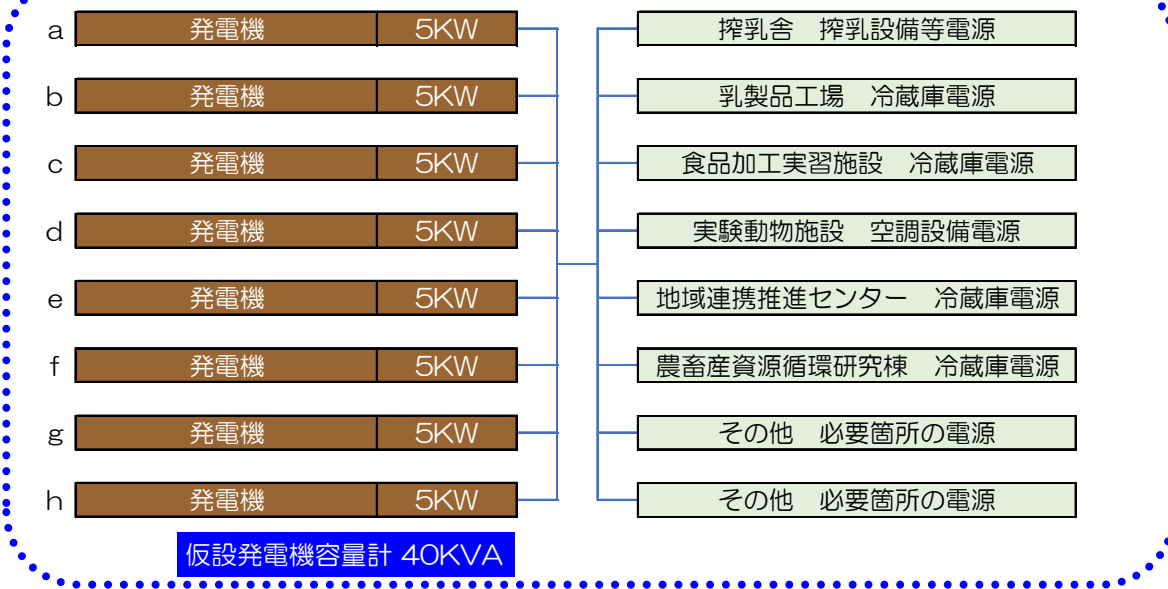 a 発電機 5KW 搾乳舎 搾乳設備等電源
b 発電機 5KW 乳製品工場 冷蔵庫電源
c 発電機 5KW 食品加工実習施設 冷蔵庫電源
d 発電機 5KW 実験動物施設 空調設備電源
e 発電機 5KW 地域連携推進センター 冷蔵庫電源
f 発電機 5KW 農畜産資源循環研究棟 冷蔵庫電源
g 発電機 5KW その他 必要箇所の電源
h 発電機 5KW その他 必要箇所の電源
仮設発電機容量計 40KVA